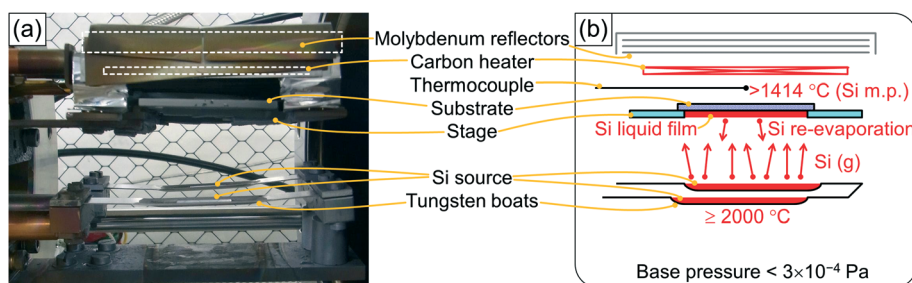 (a)
(b)
Molybdenum reflectors
Carbon heater
Thermocouple
>1414 °C (Si m.p.)
Substrate
Stage
Si liquid film
Si re-evaporation
Si (g)
Si source
Tungsten boats
≥ 2000 °C
Base pressure < 3×10⁻⁴ Pa